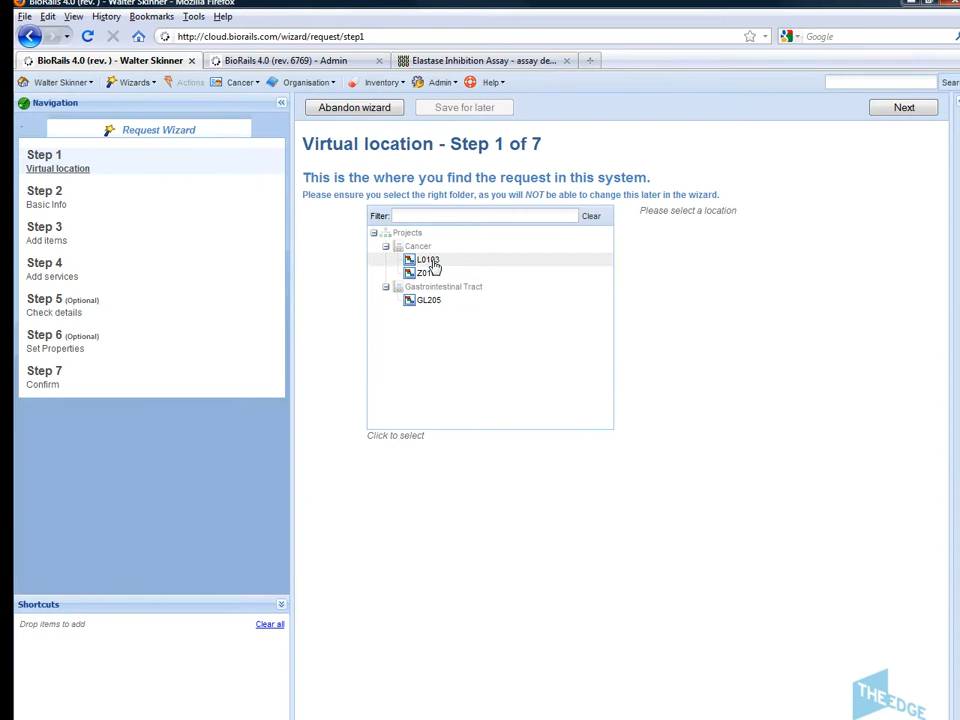 BioRails 4.0 (rev. ) - Walter Skinner - Mozilla Firefox
File Edit View History Bookmarks Tools Help
http://cloud.biorails.com/wizard/request/step1
Google
BioRails 4.0 (rev. ) - Walter Skinner
BioRails 4.0 (rev. 6769) - Admin
Elastase Inhibition Assay - assay de...
Walter Skinner Wizards Actions Cancer Organisation Inventory Admin Help
Navigation
Abandon wizard
Save for later
Next
Request Wizard
Step 1
Virtual location
Step 2
Basic Info
Step 3
Add items
Step 4
Add services
Step 5 (Optional)
Check details
Step 6 (Optional)
Set Properties
Step 7
Confirm
Virtual location - Step 1 of 7
This is the where you find the request in this system.
Please ensure you select the right folder, as you will NOT be able to change this later in the wizard.
Filter:
Clear
Please select a location
Projects
Cancer
L0103
Gastrointestinal Tract
GL205
Click to select
Shortcuts
Drop items to add
Clear all
THE EDGE